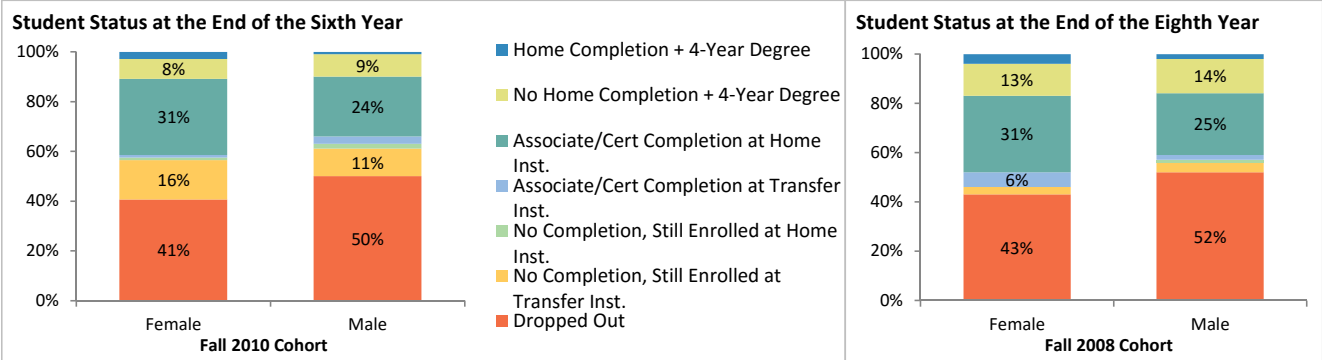 Student Status at the End of the Sixth Year
100%
80%
60%
40%
20%
0%
8%
31%
16%
41%
9%
24%
11%
50%
Female
Male
Fall 2010 Cohort
Home Completion + 4-Year Degree
No Home Completion + 4-Year Degree
Associate/Cert Completion at Home
Inst.
Associate/Cert Completion at Transfer
Inst.
No Completion, Still Enrolled at Home
Inst.
No Completion, Still Enrolled at
Transfer Inst.
Dropped Out
Student Status at the End of the Eighth Year
100%
80%
60%
40%
20%
0%
13%
31%
6%
43%
14%
25%
52%
Female
Male
Fall 2008 Cohort